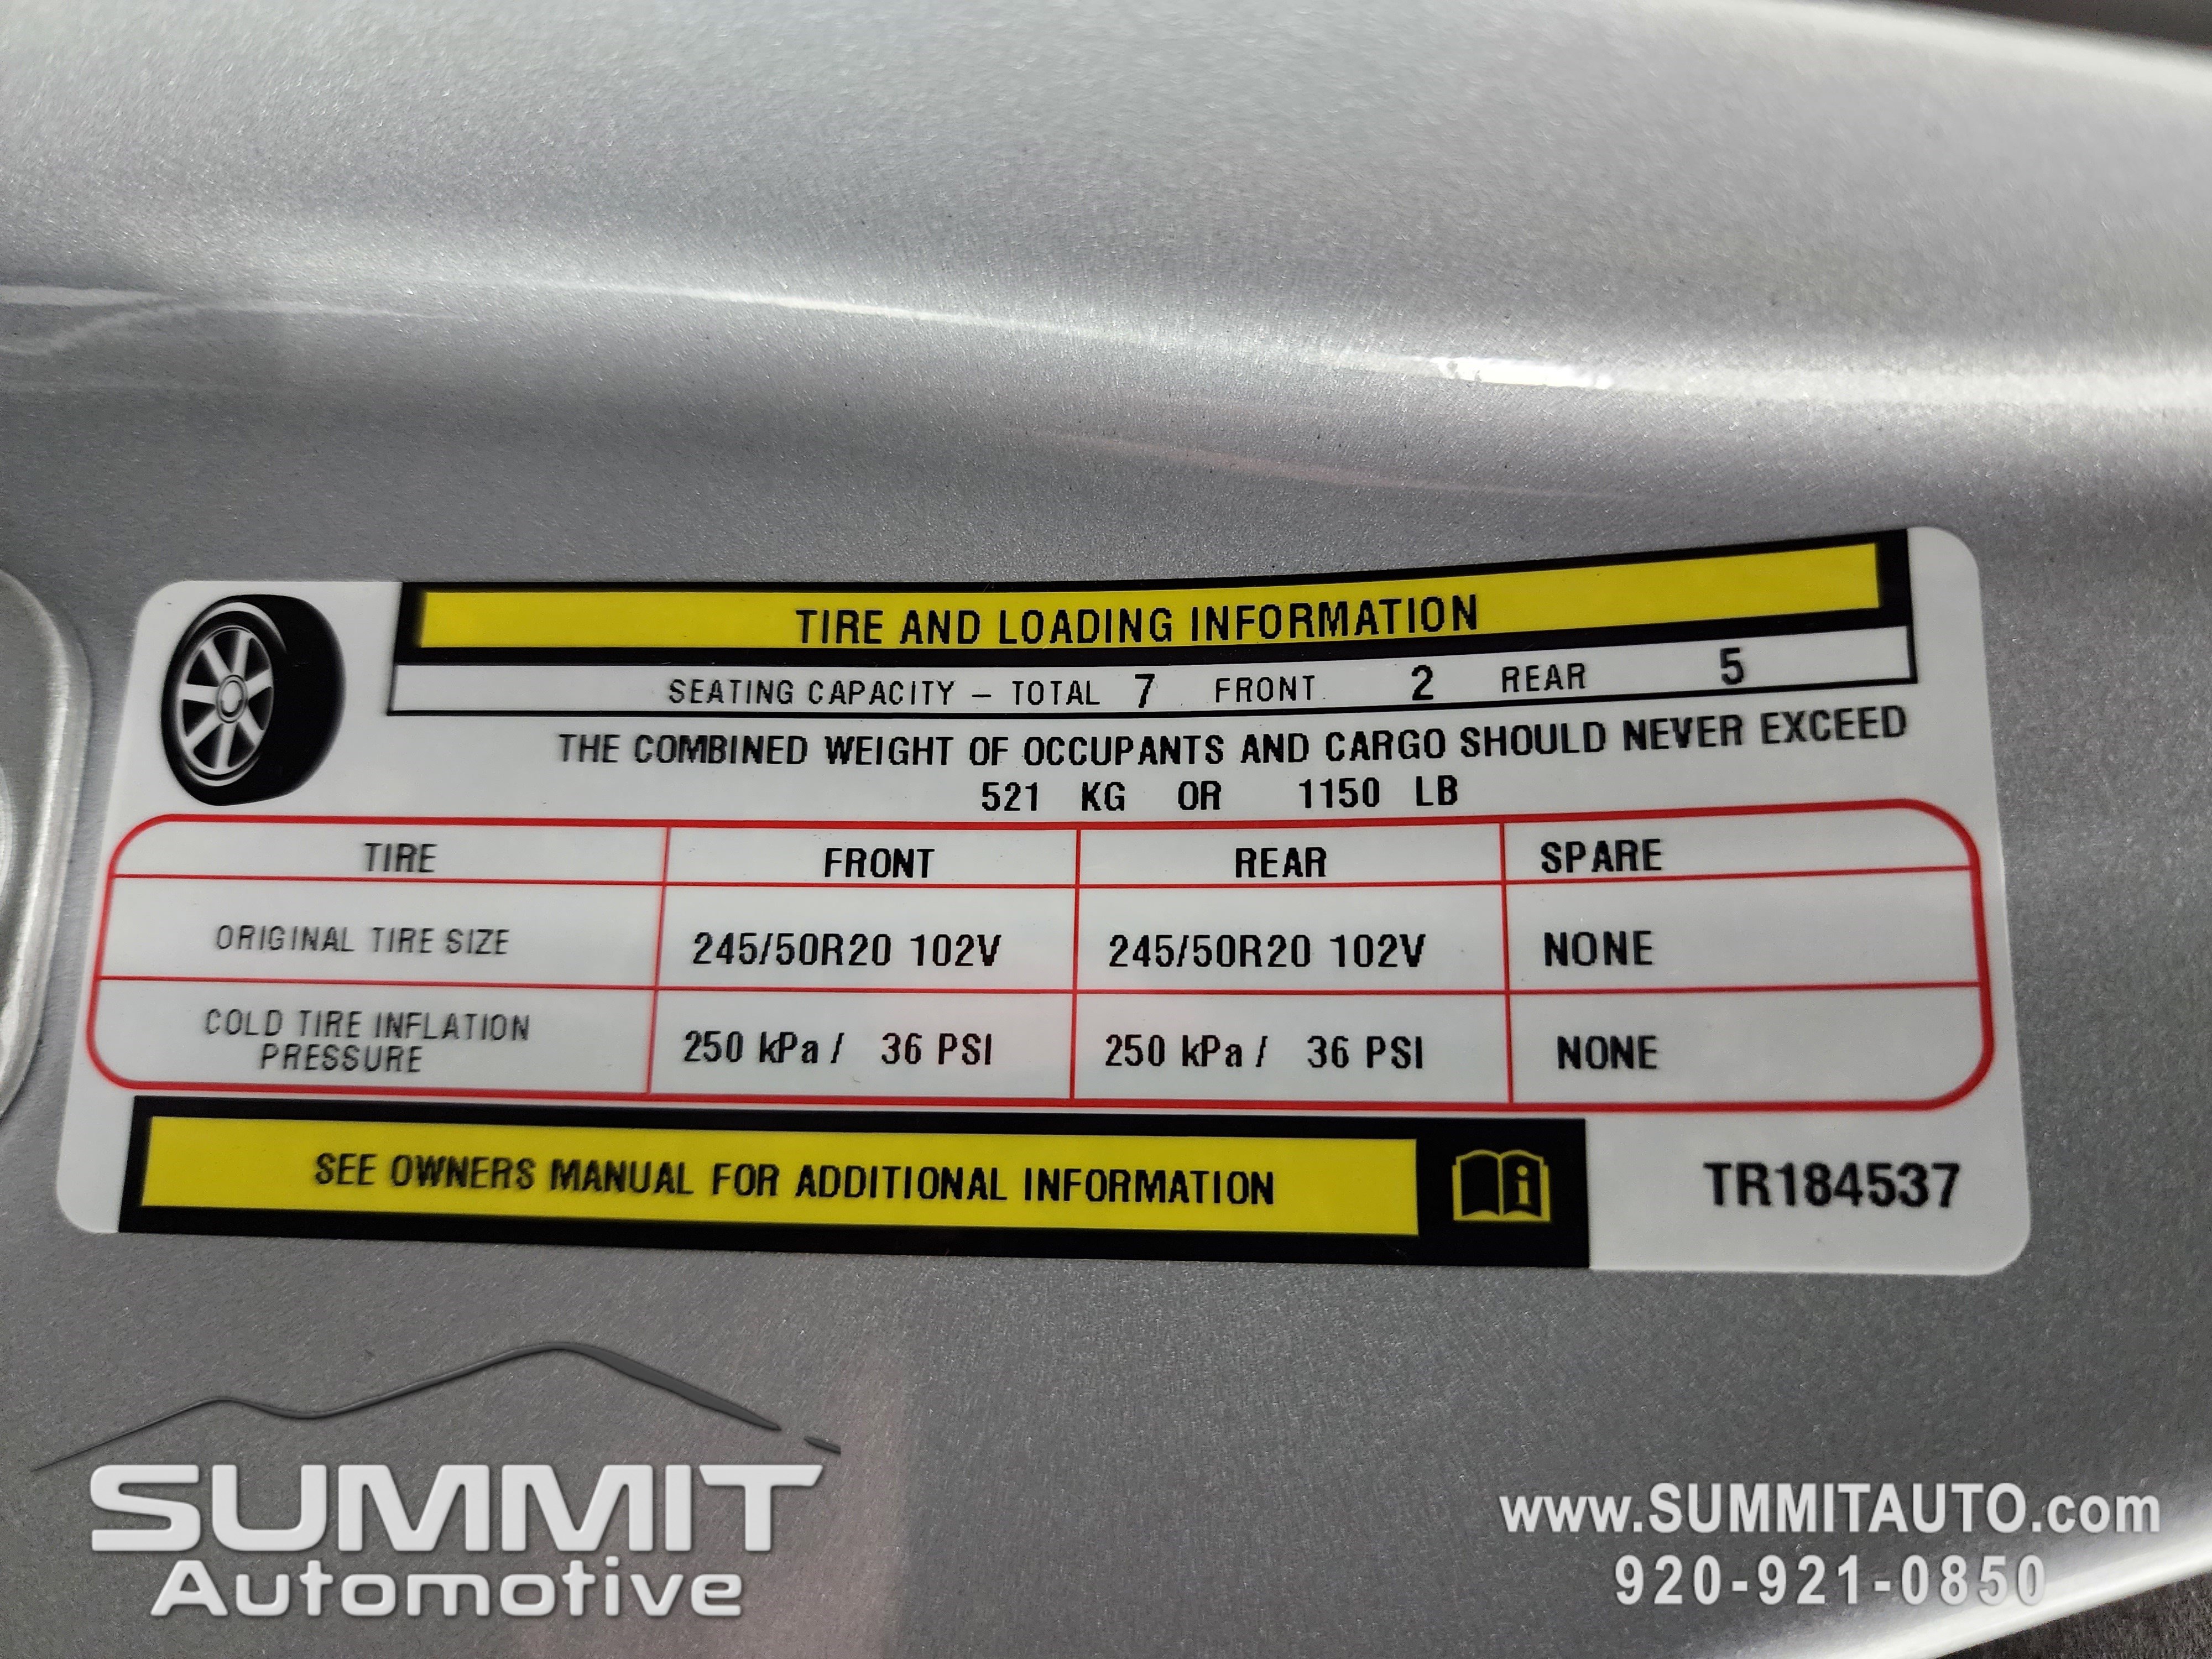 TIRE AND LOADING INFORMATION
SEATING CAPACITY – TOTAL 7 FRONT 2 REAR 5
THE COMBINED WEIGHT OF OCCUPANTS AND CARGO SHOULD NEVER EXCEED
521 KG OR 1150 LB
TIRE FRONT REAR SPARE
ORIGINAL TIRE SIZE 245/50R20 102V 245/50R20 102V NONE
COLD TIRE INFLATION
PRESSURE 250 kPa / 36 PSI 250 kPa / 36 PSI NONE
SEE OWNERS MANUAL FOR ADDITIONAL INFORMATION
TR184537
SUMMIT
Automotive
www.SUMMITAUTO.com
920-921-0850